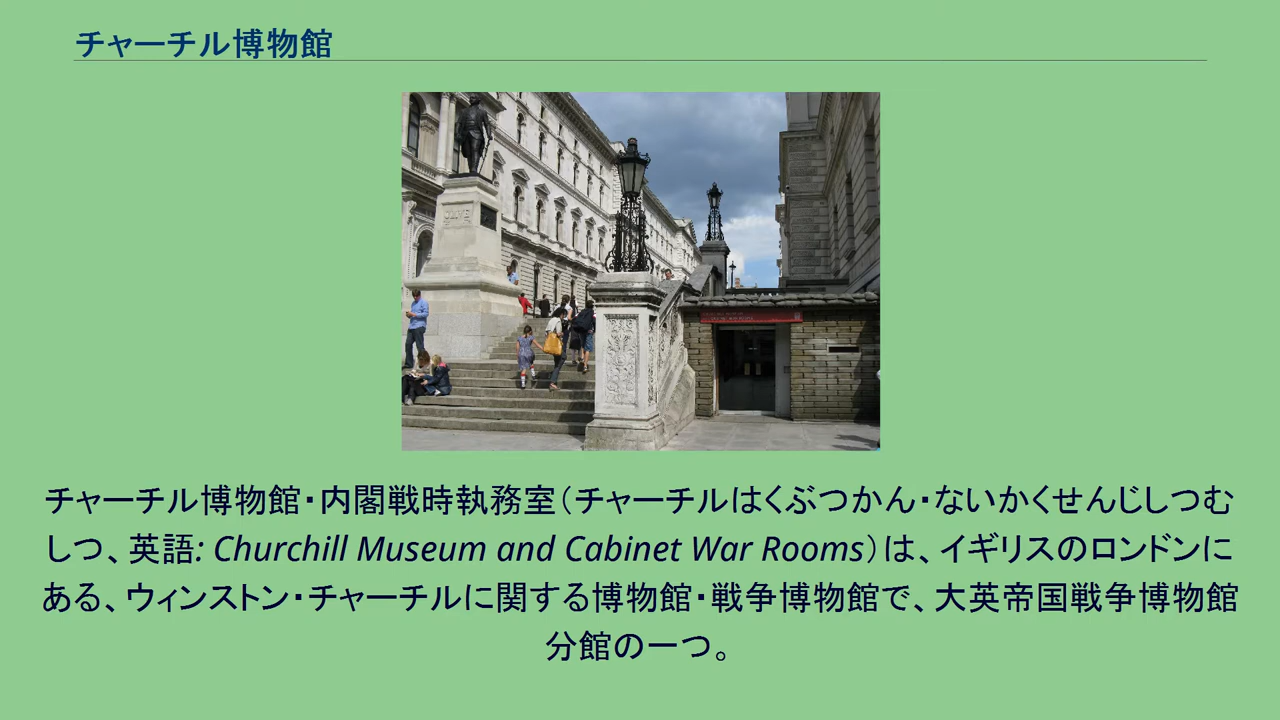 チャーチル博物館
CLIVE
チャーチル博物館・内閣戦時執務室（チャーチルはくぶつかん・ないかくせんじしつむ
しつ、英語: Churchill Museum and Cabinet War Rooms）は、イギリスのロンドンに
ある、ウィンストン・チャーチルに関する博物館・戦争博物館で、大英帝国戦争博物館
分館の一つ。